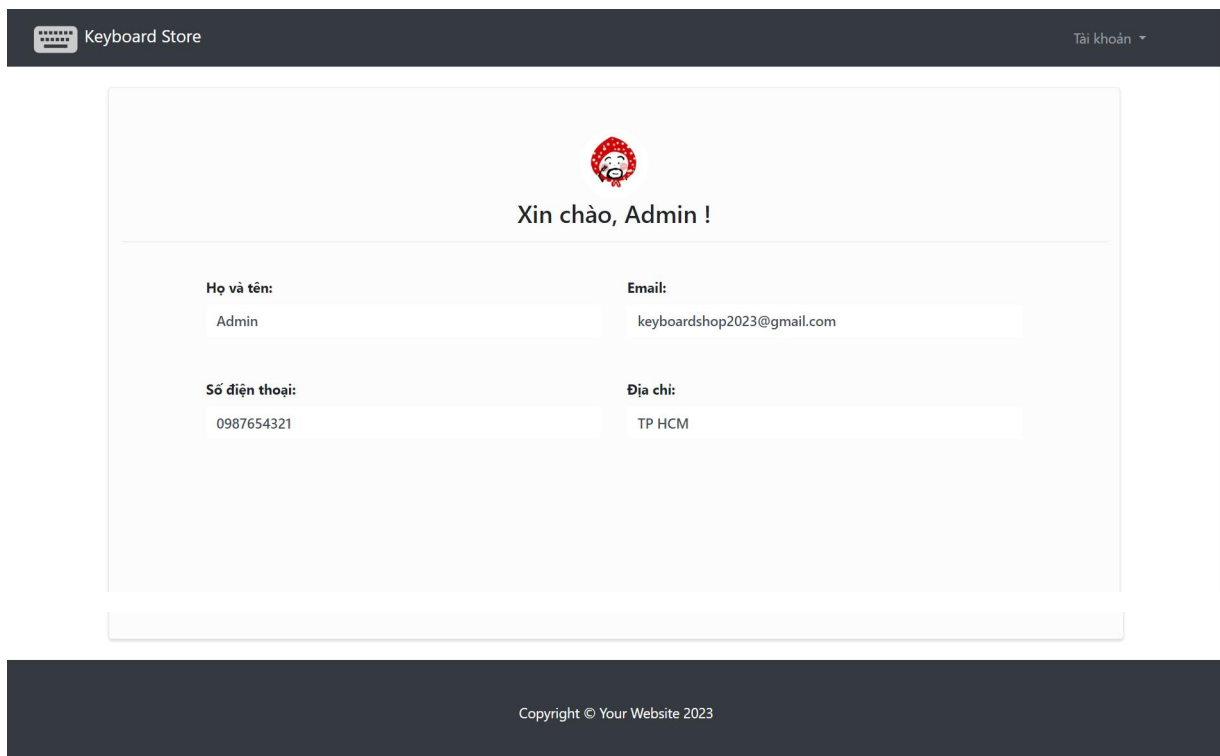 Keyboard Store
Tài khoản
Xin chào, Admin !
Họ và tên:
Email:
Admin
keyboardshop2023@gmail.com
Số điện thoại:
Địa chỉ:
0987654321
TP HCM
Copyright © Your Website 2023